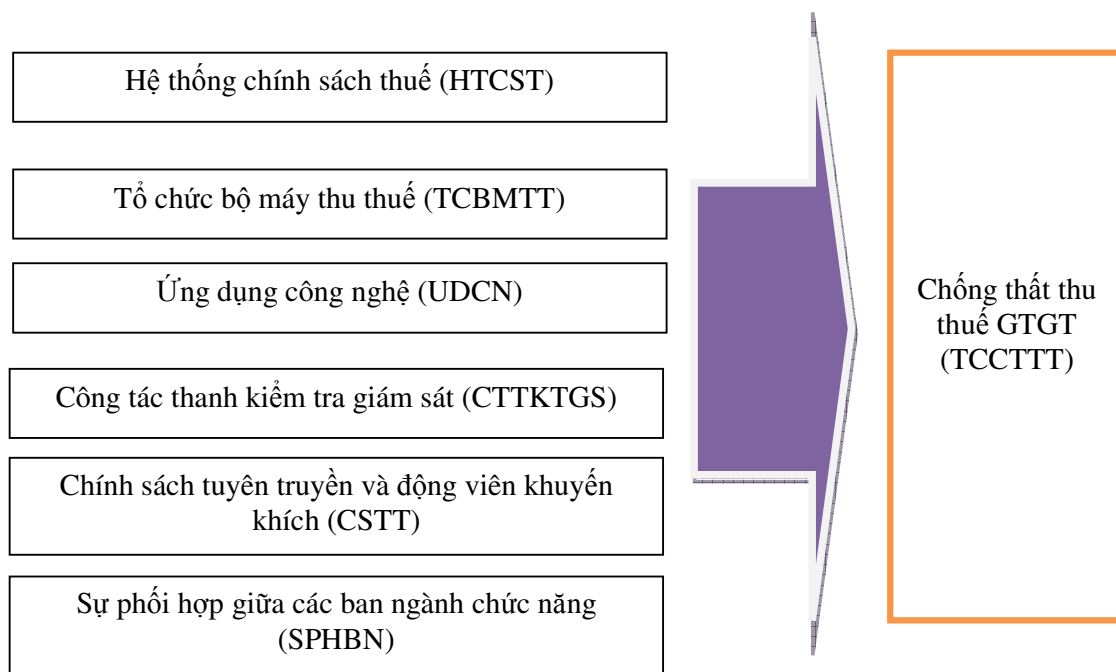 Hệ thống chính sách thuế (HTCST)
Tổ chức bộ máy thu thuế (TCBMTT)
Ứng dụng công nghệ (UDCN)
Công tác thanh kiểm tra giám sát (CTTKTGS)
Chính sách tuyên truyền và động viên khuyến
khích (CSTT)
Sự phối hợp giữa các ban ngành chức năng
(SPHBN)
Chống thất thu
thuế GTGT
(TCCTTT)